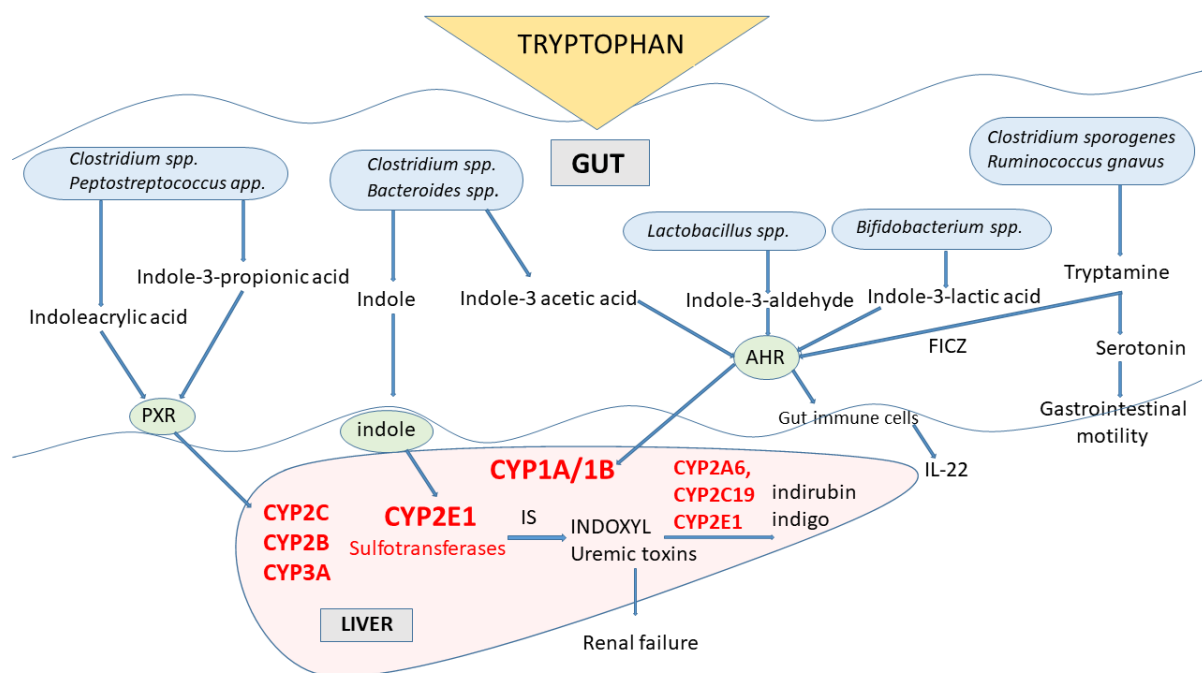 TRYPTOPHAN
GUT
Clostridium spp.
Peptostreptococcus app.
Clostridium spp.
Bacteroides spp.
Lactobacillus spp.
Bifidobacterium spp.
Clostridium sporogenes
Ruminococcus gnavus
Indoleacrylic acid
Indole-3-propionic acid
Indole
Indole-3 acetic acid
Indole-3-aldehyde
Indole-3-lactic acid
Tryptamine
FICZ
Serotonin
Gastrointestinal
motility
PXR
indole
AHR
Gut immune cells
IL-22
CYP2C
CYP2B
CYP3A
CYP2E1
Sulfotransferases
CYP1A/1B
IS
INDOXYL
Uremic toxins
CYP2A6,
CYP2C19
CYP2E1
indirubin
indigo
LIVER
Renal failure